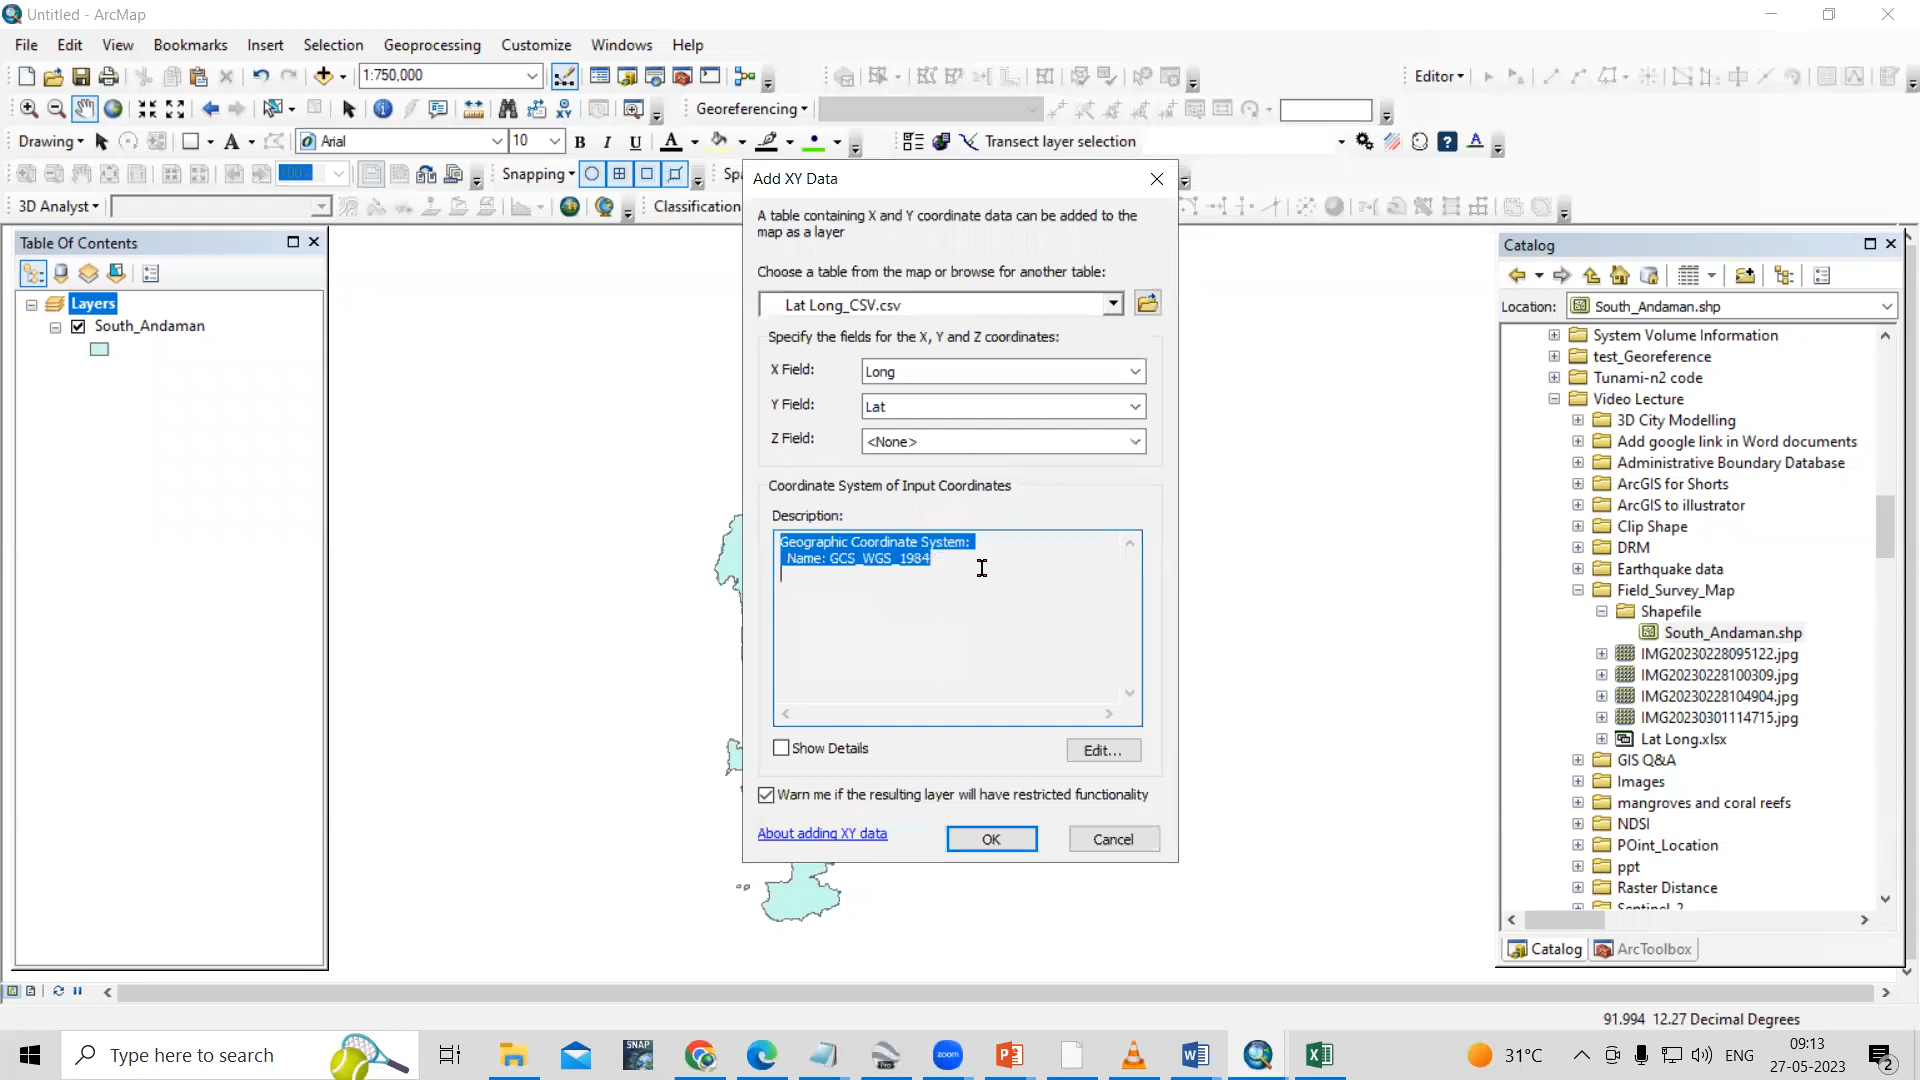 Untitled - ArcMap
File Edit View Bookmarks Insert Selection Geoprocessing Customize Windows Help
1:750,000
Editor
Georeferencing
Drawing Arial 10 B I U A Transect layer selection
100%
Snapping
3D Analyst
Classification
Table Of Contents
Layers
South_Andaman
Add XY Data
A table containing X and Y coordinate data can be added to the
map as a layer
Choose a table from the map or browse for another table:
Lat Long_CSV.csv
Specify the fields for the X, Y and Z coordinates:
X Field: Long
Y Field: Lat
Z Field: <None>
Coordinate System of Input Coordinates
Description:
Geographic Coordinate System:
Name: GCS_WGS_1984
Show Details
Edit...
Warn me if the resulting layer will have restricted functionality
About adding XY data
OK
Cancel
Catalog
Location: South_Andaman.shp
System Volume Information
test_Georeference
Tunami-n2 code
Video Lecture
3D City Modelling
Add google link in Word documents
Administrative Boundary Database
ArcGIS for Shorts
ArcGIS to illustrator
Clip Shape
DRM
Earthquake data
Field_Survey_Map
Shapefile
South_Andaman.shp
IMG20230228095122.jpg
IMG20230228100309.jpg
IMG20230228104904.jpg
IMG20230301114715.jpg
Lat Long.xlsx
GIS Q&A
Images
mangroves and coral reefs
NDSI
POint_Location
ppt
Raster Distance
Sentinel-2
Catalog ArcToolbox
91.994 12.27 Decimal Degrees
Type here to search
SNAP
Pro
zoom
31°C
ENG
09:13
27-05-2023
2